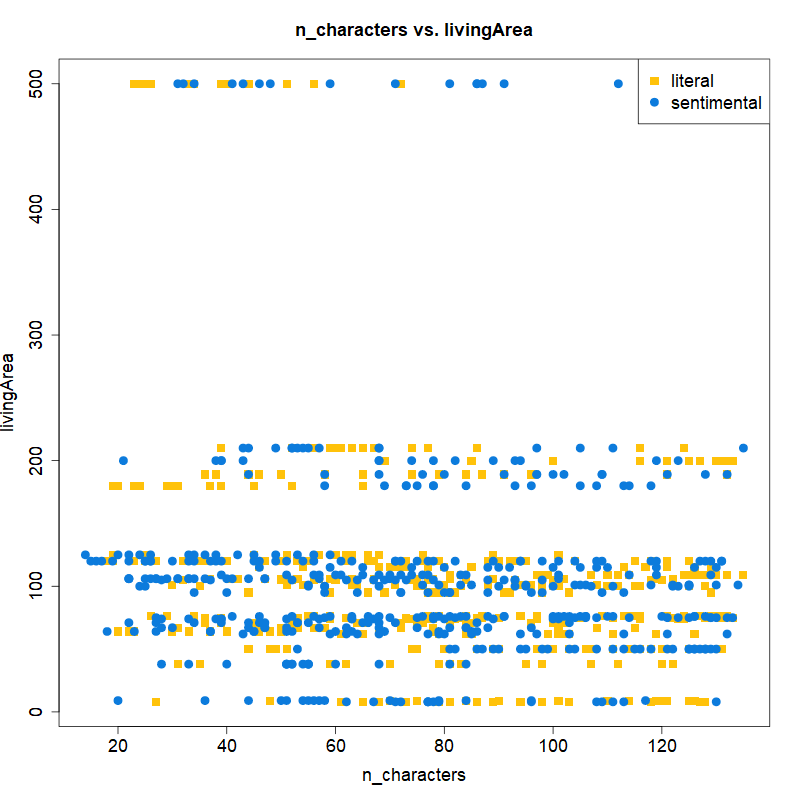 n_characters vs. livingArea
literal
sentimental
livingArea
500
400
300
200
100
0
20 40 60 80 100 120
n_characters